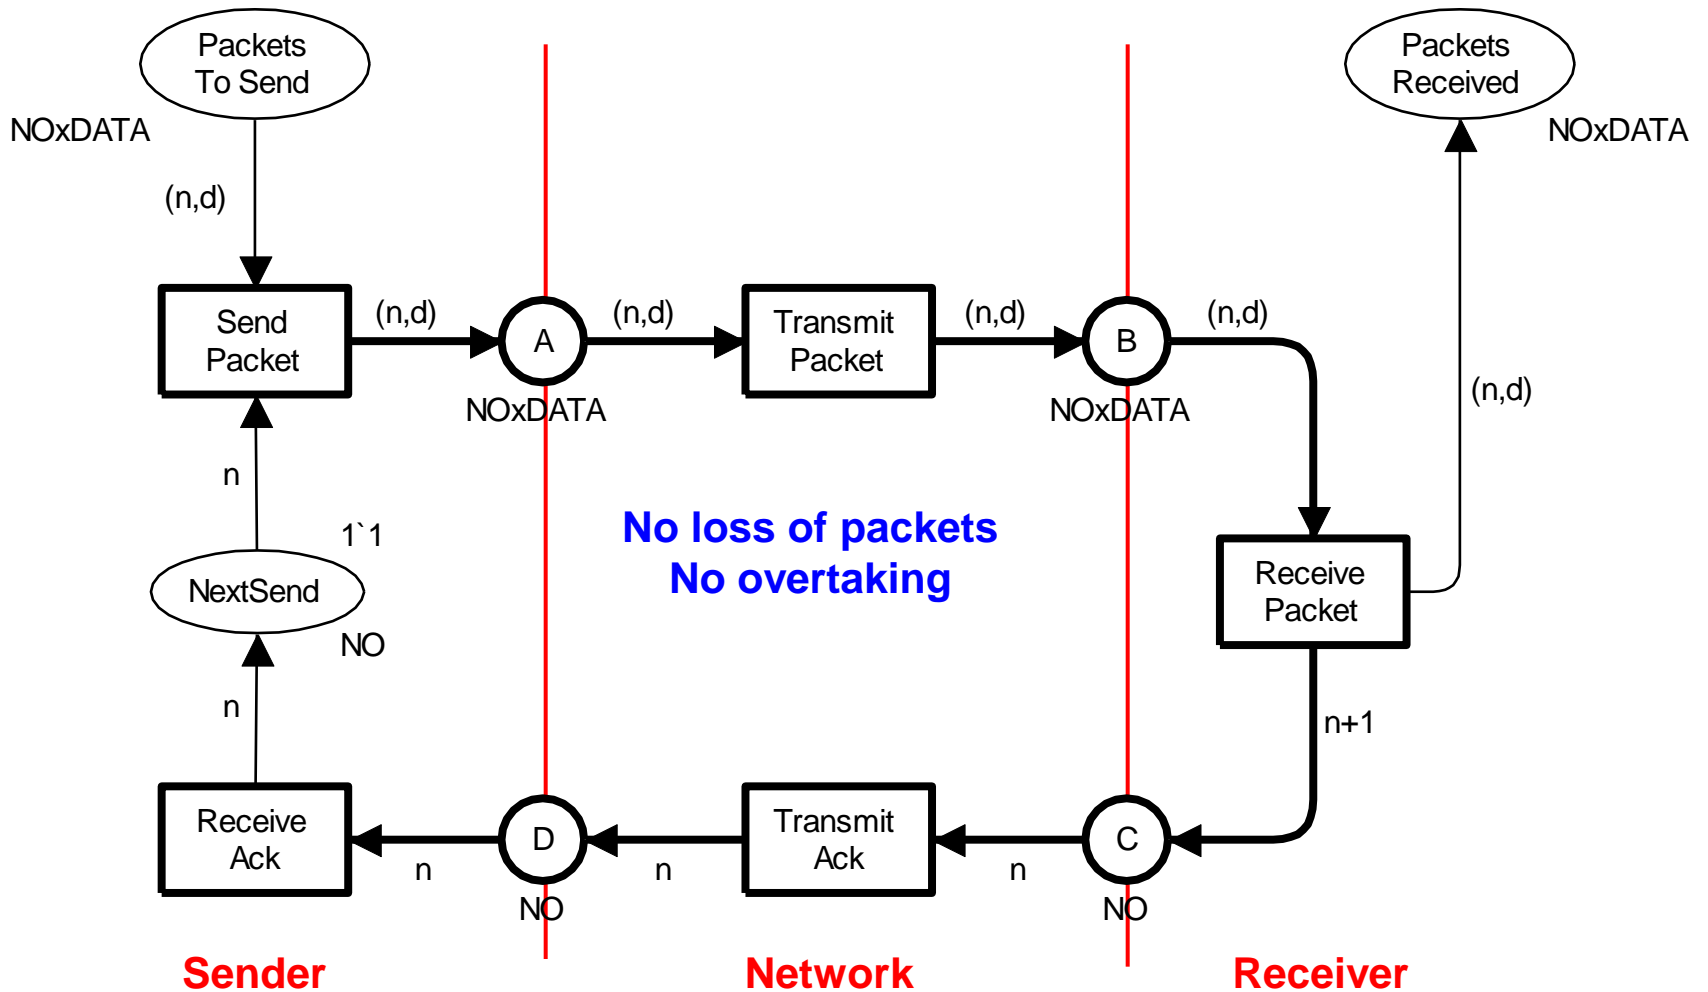 Packets
To Send
NOxDATA
Packets
Received
NOxDATA
(n,d)
Send
Packet
(n,d)
A
NOxDATA
(n,d)
Transmit
Packet
(n,d)
B
NOxDATA
(n,d)
(n,d)
n
1`1
NextSend
NO
No loss of packets
No overtaking
Receive
Packet
n
n+1
Receive
Ack
n
D
NO
n
Transmit
Ack
n
C
NO
Sender
Network
Receiver